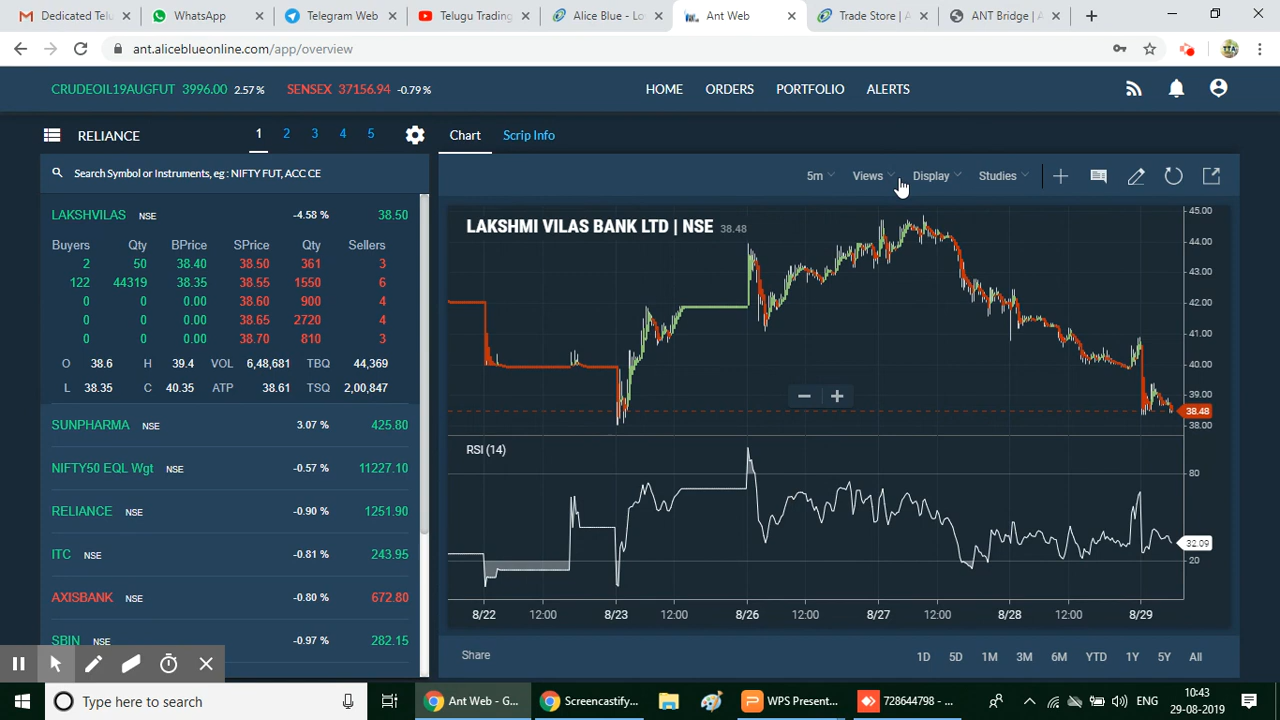 Dedicated Telu
WhatsApp
Telegram Web
Telugu Trading
Alice Blue - Lo
Ant Web
Trade Store | A
ANT Bridge | A
ant.aliceblueonline.com/app/overview
CRUDEOIL19AUGFUT 3996.00 2.57 % SENSEX 37156.94 -0.79 %
HOME ORDERS PORTFOLIO ALERTS
RELIANCE 1 2 3 4 5
Chart Scrip Info
Search Symbol or Instruments, eg : NIFTY FUT, ACC CE
5m Views Display Studies
LAKSHVILAS NSE -4.58 % 38.50
Buyers Qty BPrice SPrice Qty Sellers
2 50 38.40 38.50 361 3
122 44319 38.35 38.55 1550 6
0 0 0.00 38.60 900 4
0 0 0.00 38.65 2720 4
0 0 0.00 38.70 810 3
O 38.6 H 39.4 VOL 6,48,681 TBQ 44,369
L 38.35 C 40.35 ATP 38.61 TSQ 2,00,847
SUNPHARMA NSE 3.07 % 425.80
NIFTY50 EQL Wgt NSE -0.57 % 11227.10
RELIANCE NSE -0.90 % 1251.90
ITC NSE -0.81 % 243.95
AXISBANK NSE -0.80 % 672.80
SBIN NSE -0.97 % 282.15
LAKSHMI VILAS BANK LTD | NSE 38.48
45.00
44.00
43.00
42.00
41.00
40.00
39.00
38.48
38.00
RSI (14)
80
32.09
20
8/22 12:00 8/23 12:00 8/26 12:00 8/27 12:00 8/28 12:00 8/29
Share 1D 5D 1M 3M 6M YTD 1Y 5Y All
Type here to search
Ant Web - G...
Screencastify...
WPS Presenta...
728644798 - ...
ENG
10:43
29-08-2019